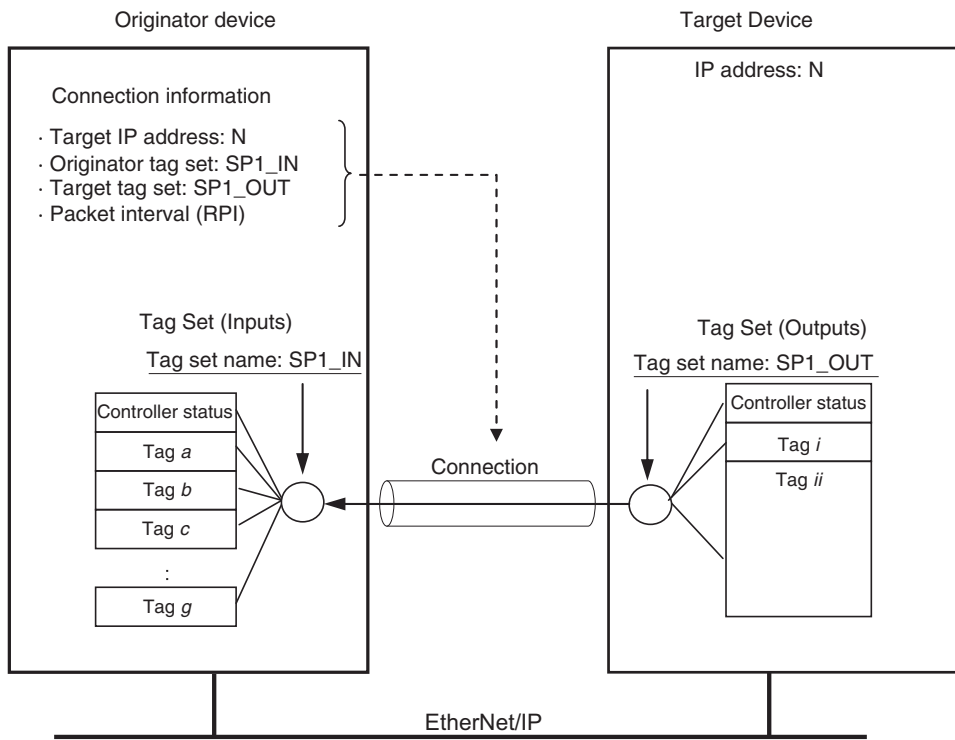 Originator device
Target Device
IP address: N
Connection information
· Target IP address: N
· Originator tag set: SP1_IN
· Target tag set: SP1_OUT
· Packet interval (RPI)
Tag Set (Inputs)
Tag set name: SP1_IN
Controller status
Tag a
Tag b
Tag c
:
Tag g
Connection
Tag Set (Outputs)
Tag set name: SP1_OUT
Controller status
Tag i
Tag ii
EtherNet/IP